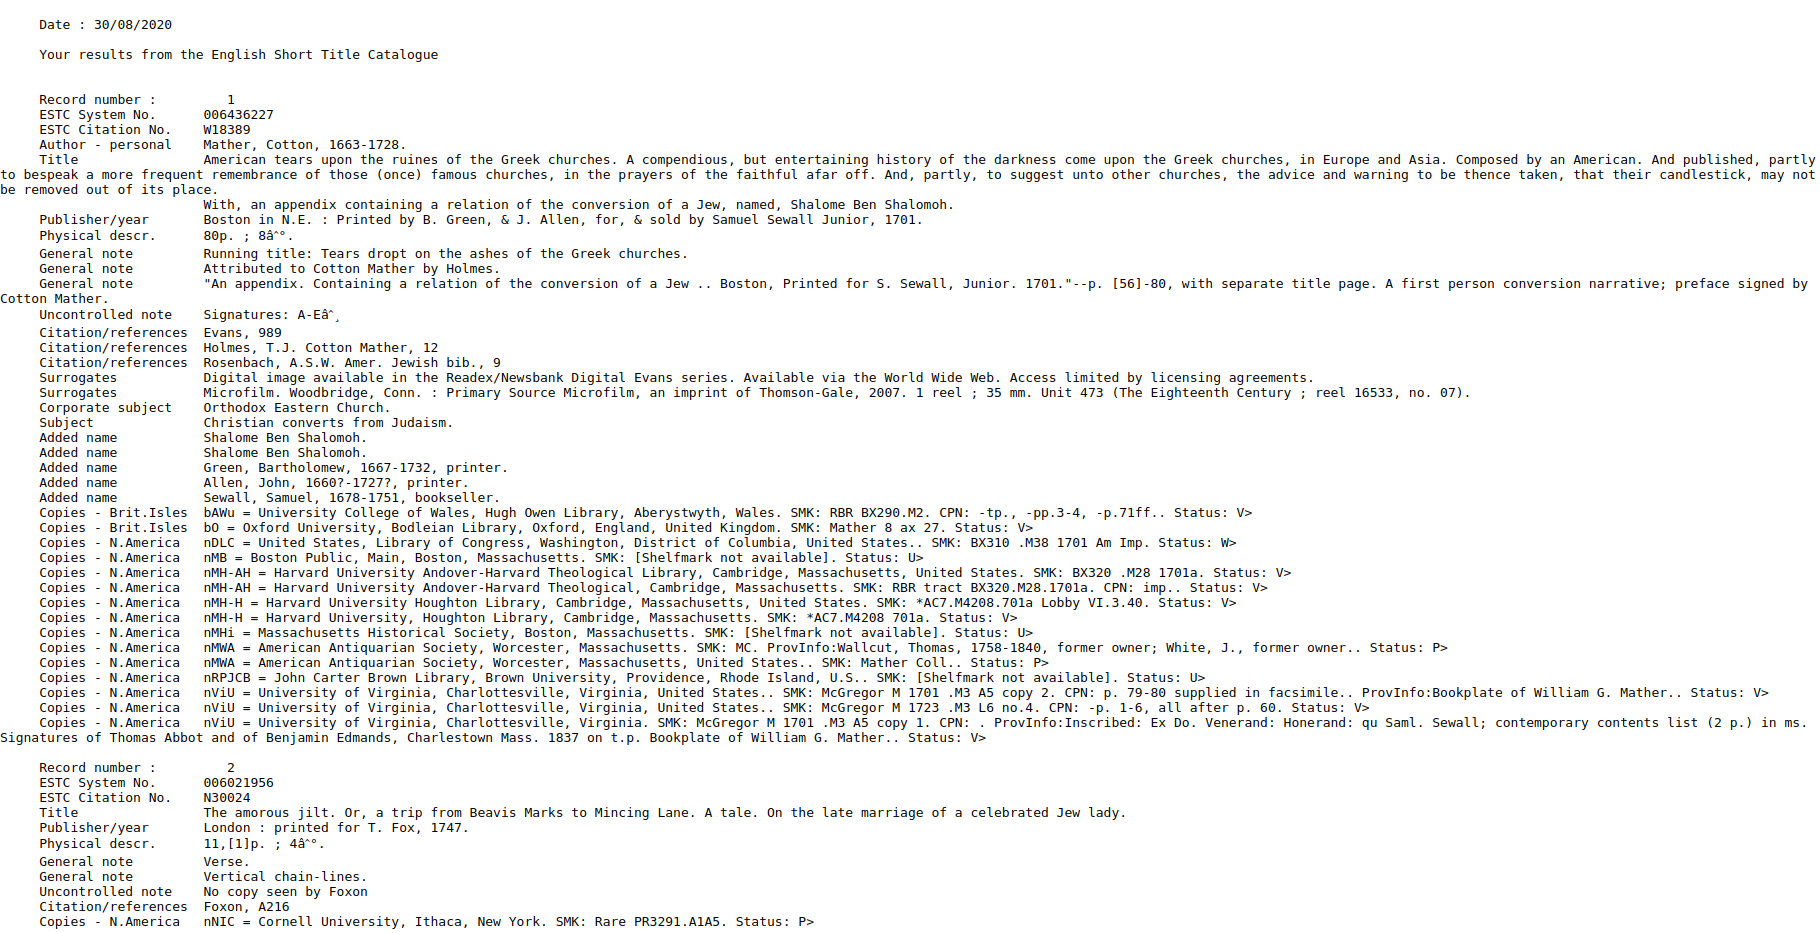 Date : 30/08/2020
Your results from the English Short Title Catalogue
Record number : 1
ESTC System No. 006436227
ESTC Citation No. W18389
Author - personal Mather, Cotton, 1663-1728.
Title American tears upon the ruines of the Greek churches. A compendious, but entertaining history of the darkness come upon the Greek churches, in Europe and Asia. Composed by an American. And published, partly
to bespeak a more frequent remembrance of those (once) famous churches, in the prayers of the faithful afar off. And, partly, to suggest unto other churches, the advice and warning to be thence taken, that their candlestick, may not
be removed out of its place.
With, an appendix containing a relation of the conversion of a Jew, named, Shalome Ben Shalomoh.
Publisher/year Boston in N.E. : Printed by B. Green, & J. Allen, for, & sold by Samuel Sewall Junior, 1701.
Physical descr. 80p. ; 8âˆº.
General note Running title: Tears dropt on the ashes of the Greek churches.
General note Attributed to Cotton Mather by Holmes.
General note "An appendix. Containing a relation of the conversion of a Jew .. Boston, Printed for S. Sewall, Junior. 1701."--p. [56]-80, with separate title page. A first person conversion narrative; preface signed by
Cotton Mather.
Uncontrolled note Signatures: A-Eâˆ¸
Citation/references Evans, 989
Citation/references Holmes, T.J. Cotton Mather, 12
Citation/references Rosenbach, A.S.W. Amer. Jewish bib., 9
Surrogates Digital image available in the Readex/Newsbank Digital Evans series. Available via the World Wide Web. Access limited by licensing agreements.
Surrogates Microfilm. Woodbridge, Conn. : Primary Source Microfilm, an imprint of Thomson-Gale, 2007. 1 reel ; 35 mm. Unit 473 (The Eighteenth Century ; reel 16533, no. 07).
Corporate subject Orthodox Eastern Church.
Subject Christian converts from Judaism.
Added name Shalome Ben Shalomoh.
Added name Shalome Ben Shalomoh.
Added name Green, Bartholomew, 1667-1732, printer.
Added name Allen, John, 1660?-1727?, printer.
Added name Sewall, Samuel, 1678-1751, bookseller.
Copies - Brit.Isles bAWu = University College of Wales, Hugh Owen Library, Aberystwyth, Wales. SMK: RBR BX290.M2. CPN: -tp., -pp.3-4, -p.71ff.. Status: V>
Copies - Brit.Isles bO = Oxford University, Bodleian Library, Oxford, England, United Kingdom. SMK: Mather 8 ax 27. Status: V>
Copies - N.America nDLC = United States, Library of Congress, Washington, District of Columbia, United States.. SMK: BX310 .M38 1701 Am Imp. Status: W>
Copies - N.America nMB = Boston Public, Main, Boston, Massachusetts. SMK: [Shelfmark not available]. Status: U>
Copies - N.America nMH-AH = Harvard University Andover-Harvard Theological Library, Cambridge, Massachusetts, United States. SMK: BX320 .M28 1701a. Status: V>
Copies - N.America nMH-AH = Harvard University Andover-Harvard Theological, Cambridge, Massachusetts. SMK: RBR tract BX320.M28.1701a. CPN: imp.. Status: V>
Copies - N.America nMH-H = Harvard University Houghton Library, Cambridge, Massachusetts, United States. SMK: *AC7.M4208.701a Lobby VI.3.40. Status: V>
Copies - N.America nMH-H = Harvard University, Houghton Library, Cambridge, Massachusetts. SMK: *AC7.M4208 701a. Status: V>
Copies - N.America nMHi = Massachusetts Historical Society, Boston, Massachusetts. SMK: [Shelfmark not available]. Status: U>
Copies - N.America nMWA = American Antiquarian Society, Worcester, Massachusetts. SMK: MC. ProvInfo:Wallcut, Thomas, 1758-1840, former owner; White, J., former owner.. Status: P>
Copies - N.America nMWA = American Antiquarian Society, Worcester, Massachusetts, United States.. SMK: Mather Coll.. Status: P>
Copies - N.America nRPJCB = John Carter Brown Library, Brown University, Providence, Rhode Island, U.S.. SMK: [Shelfmark not available]. Status: U>
Copies - N.America nViU = University of Virginia, Charlottesville, Virginia, United States.. SMK: McGregor M 1701 .M3 A5 copy 2. CPN: p. 79-80 supplied in facsimile.. ProvInfo:Bookplate of William G. Mather.. Status: V>
Copies - N.America nViU = University of Virginia, Charlottesville, Virginia, United States.. SMK: McGregor M 1723 .M3 L6 no.4. CPN: -p. 1-6, all after p. 60. Status: V>
Copies - N.America nViU = University of Virginia, Charlottesville, Virginia. SMK: McGregor M 1701 .M3 A5 copy 1. CPN: . ProvInfo:Inscribed: Ex Do. Venerand: Honerand: qu Saml. Sewall; contemporary contents list (2 p.) in ms.
Signatures of Thomas Abbot and of Benjamin Edmands, Charlestown Mass. 1837 on t.p. Bookplate of William G. Mather.. Status: V>
Record number : 2
ESTC System No. 006021956
ESTC Citation No. N30024
Title The amorous jilt. Or, a trip from Beavis Marks to Mincing Lane. A tale. On the late marriage of a celebrated Jew lady.
Publisher/year London : printed for T. Fox, 1747.
Physical descr. 11,[1]p. ; 4âˆº.
General note Verse.
General note Vertical chain-lines.
Uncontrolled note No copy seen by Foxon
Citation/references Foxon, A216
Copies - N.America nNIC = Cornell University, Ithaca, New York. SMK: Rare PR3291.A1A5. Status: P>